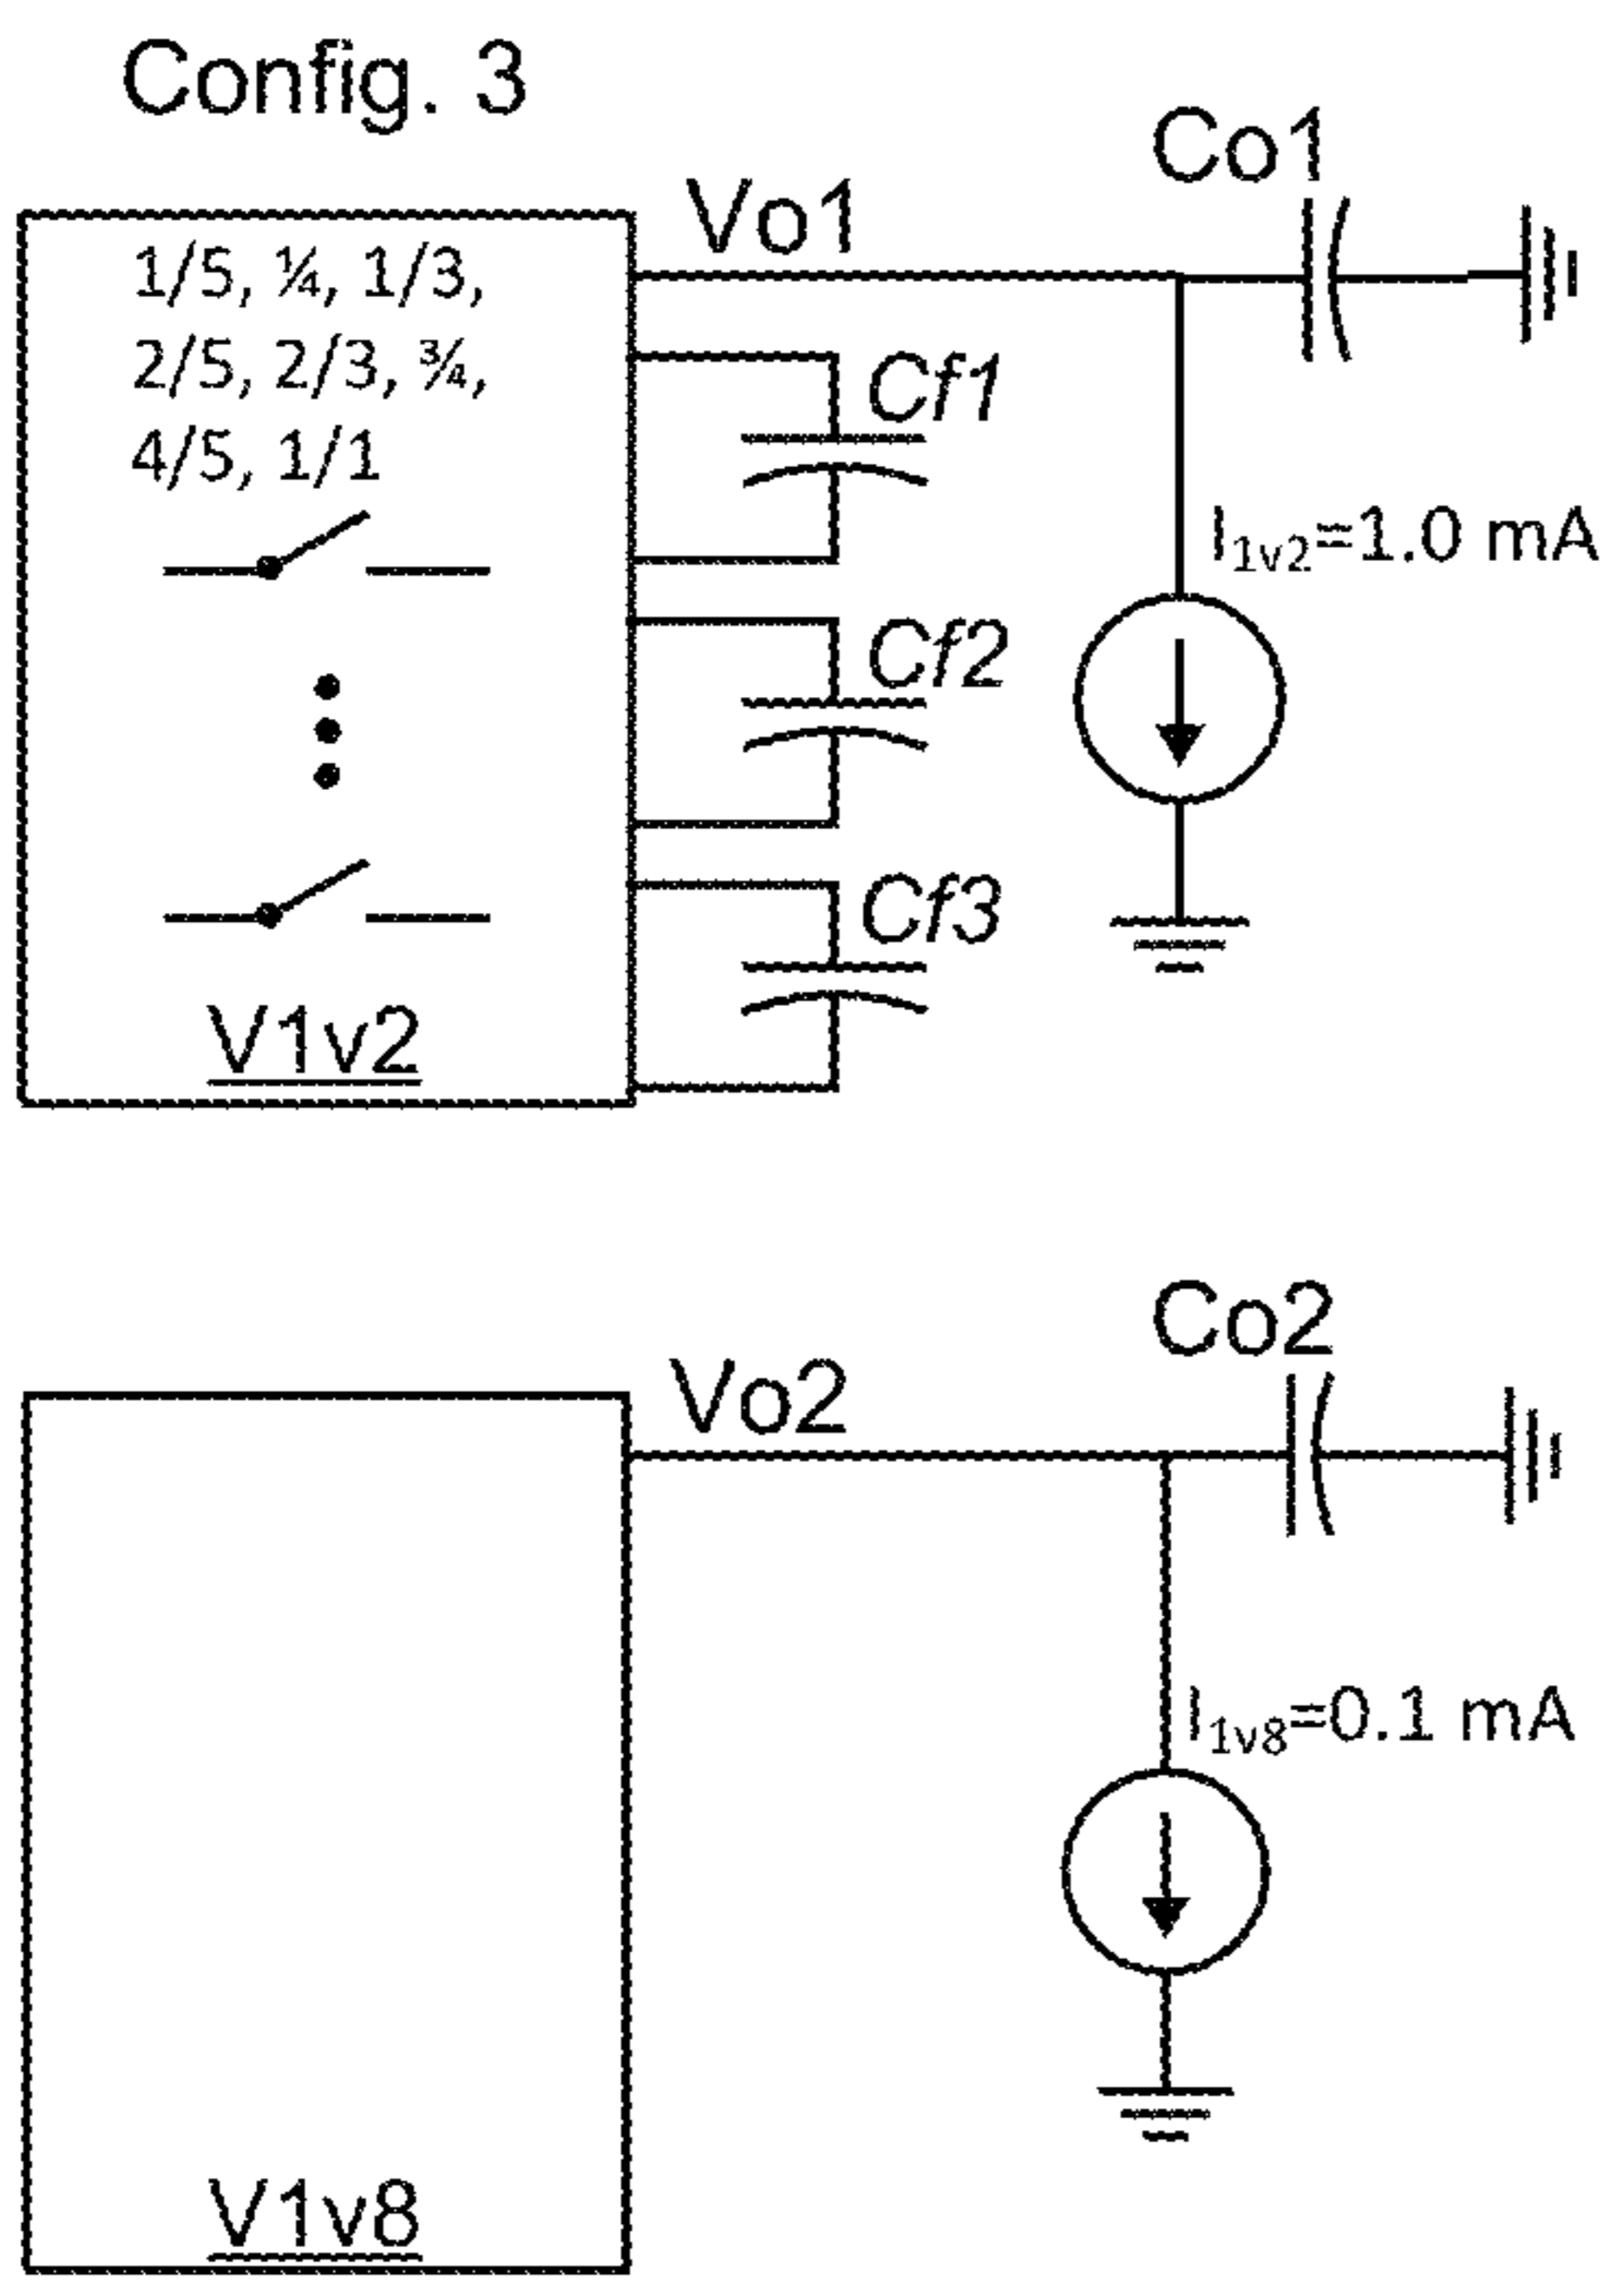 Config. 3
Co1
Vo1
1/5, ¼, 1/3,
2/5, 2/3, ¾,
4/5, 1/1
Cf1
I1v2=1.0 mA
Cf2
Cf3
V1v2
Co2
Vo2
I1v8=0.1 mA
V1v8